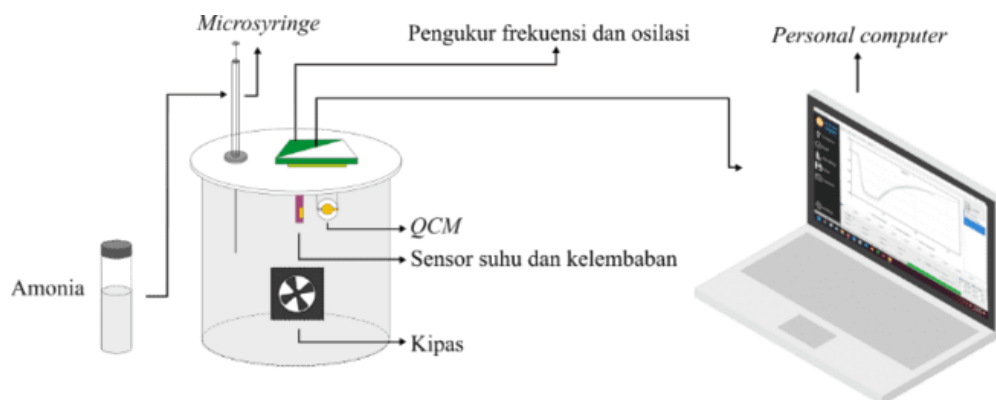 Microsyringe
Pengukur frekuensi dan osilasi
Personal computer
QCM
Sensor suhu dan kelembaban
Amonia
Kipas